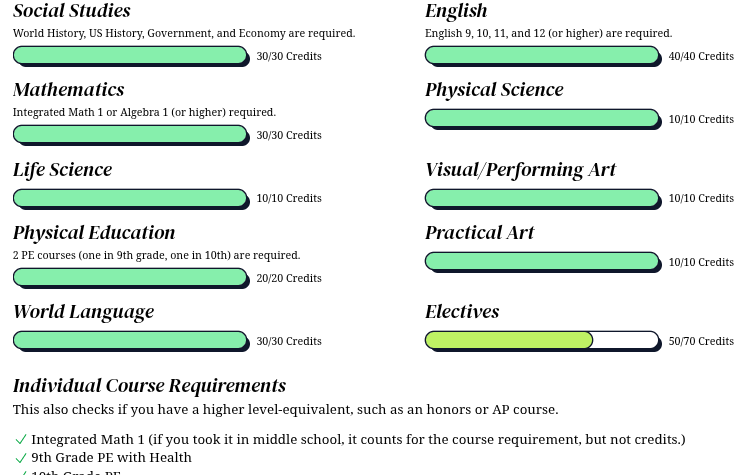 Social Studies
World History, US History, Government, and Economy are required.
30/30 Credits
English
English 9, 10, 11, and 12 (or higher) are required.
40/40 Credits
Mathematics
Integrated Math 1 or Algebra 1 (or higher) required.
30/30 Credits
Physical Science
10/10 Credits
Life Science
10/10 Credits
Visual/Performing Art
10/10 Credits
Physical Education
2 PE courses (one in 9th grade, one in 10th) are required.
20/20 Credits
Practical Art
10/10 Credits
World Language
30/30 Credits
Electives
50/70 Credits
Individual Course Requirements
This also checks if you have a higher level-equivalent, such as an honors or AP course.
Integrated Math 1 (if you took it in middle school, it counts for the course requirement, but not credits.)
9th Grade PE with Health
10th Grade PE